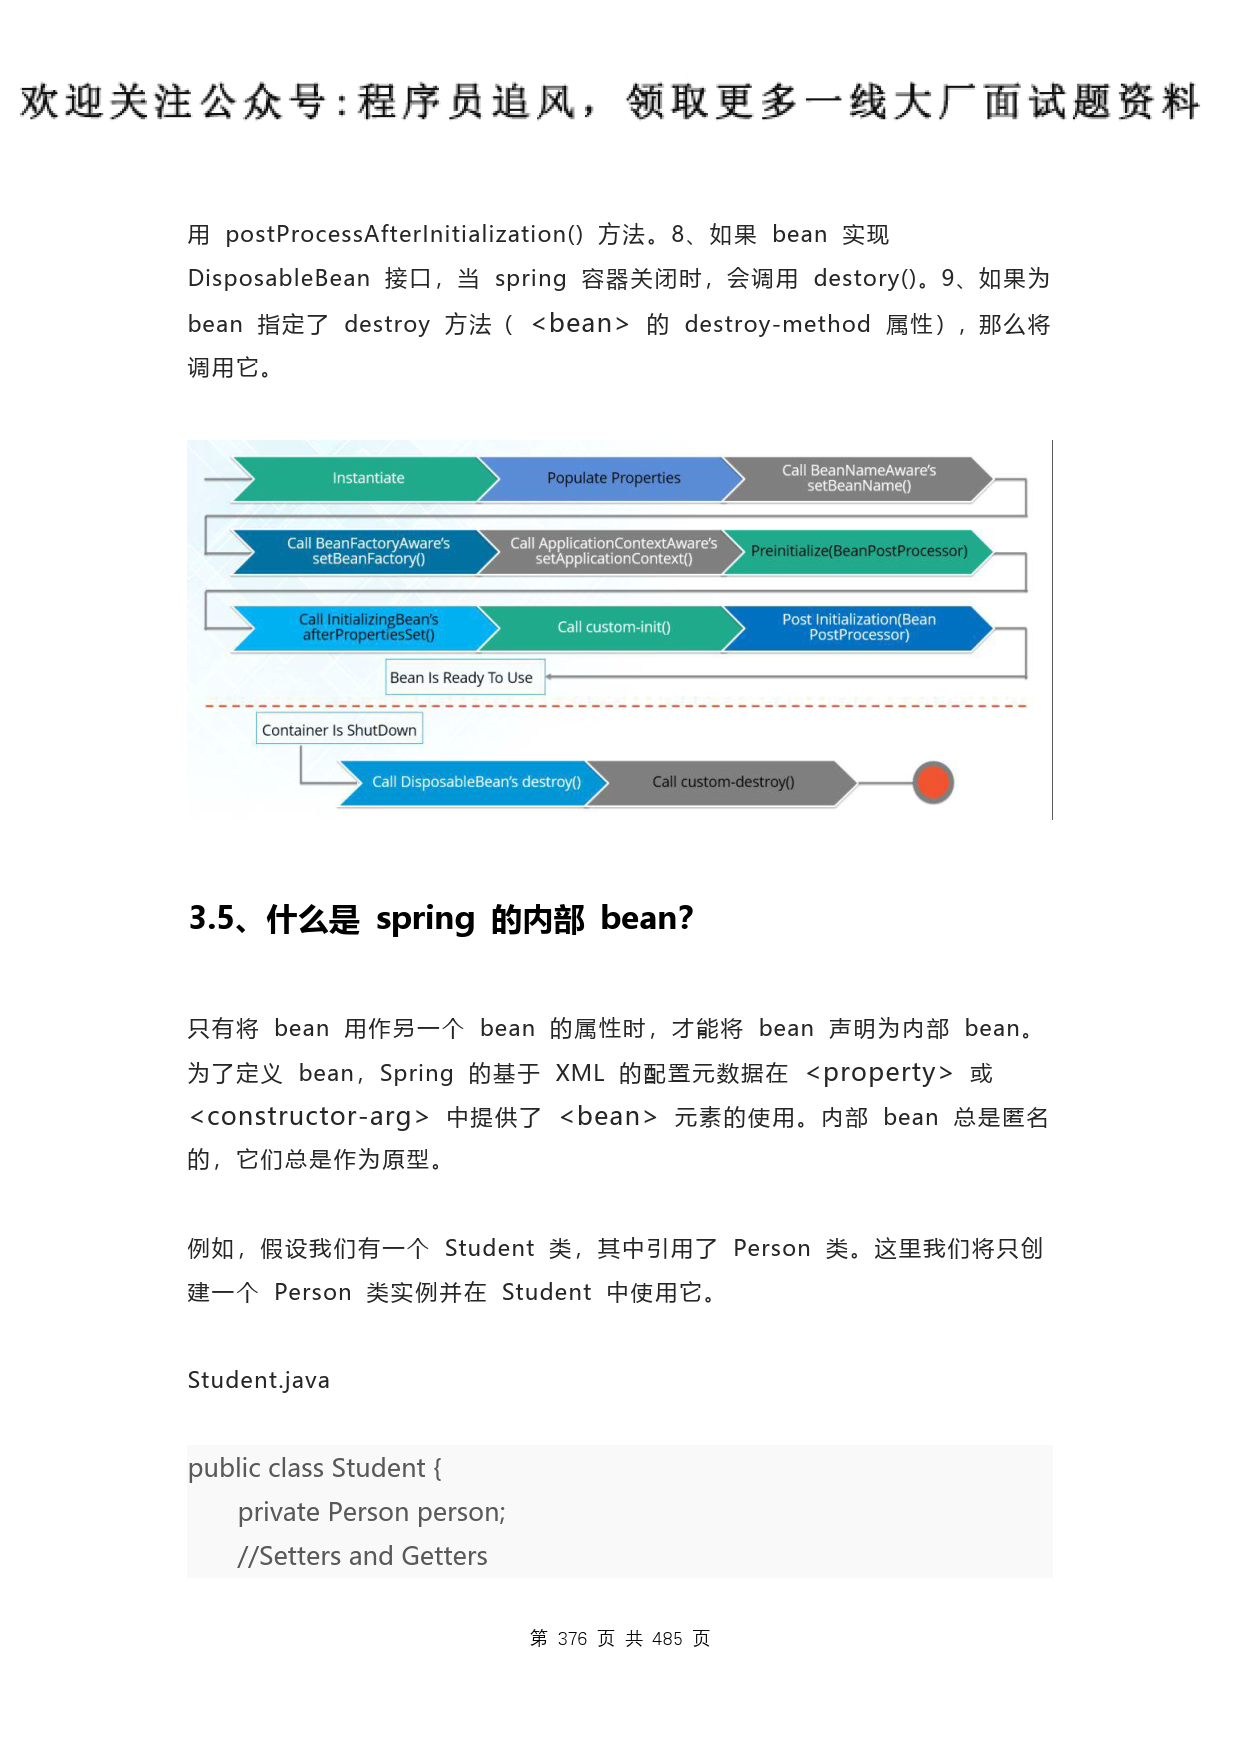 欢迎关注公众号:程序员追风，领取更多一线大厂面试题资料
用 postProcessAfterInitialization() 方法。8、如果 bean 实现
DisposableBean 接口，当 spring 容器关闭时，会调用 destory()。9、如果为
bean 指定了 destroy 方法（ <bean> 的 destroy-method 属性），那么将
调用它。
Instantiate
Populate Properties
Call BeanNameAware's
setBeanName()
Call BeanFactoryAware's
setBeanFactory()
Call ApplicationContextAware's
setApplicationContext()
Preinitialize(BeanPostProcessor)
Call InitializingBean's
afterPropertiesSet()
Call custom-init()
Post Initialization(Bean
PostProcessor)
Bean Is Ready To Use
Container Is ShutDown
Call DisposableBean's destroy()
Call custom-destroy()
3.5、什么是 spring 的内部 bean？
只有将 bean 用作另一个 bean 的属性时，才能将 bean 声明为内部 bean。
为了定义 bean，Spring 的基于 XML 的配置元数据在 <property> 或
<constructor-arg> 中提供了 <bean> 元素的使用。内部 bean 总是匿名
的，它们总是作为原型。
例如，假设我们有一个 Student 类，其中引用了 Person 类。这里我们将只创
建一个 Person 类实例并在 Student 中使用它。
Student.java
public class Student {
private Person person;
//Setters and Getters
第 376 页 共 485 页